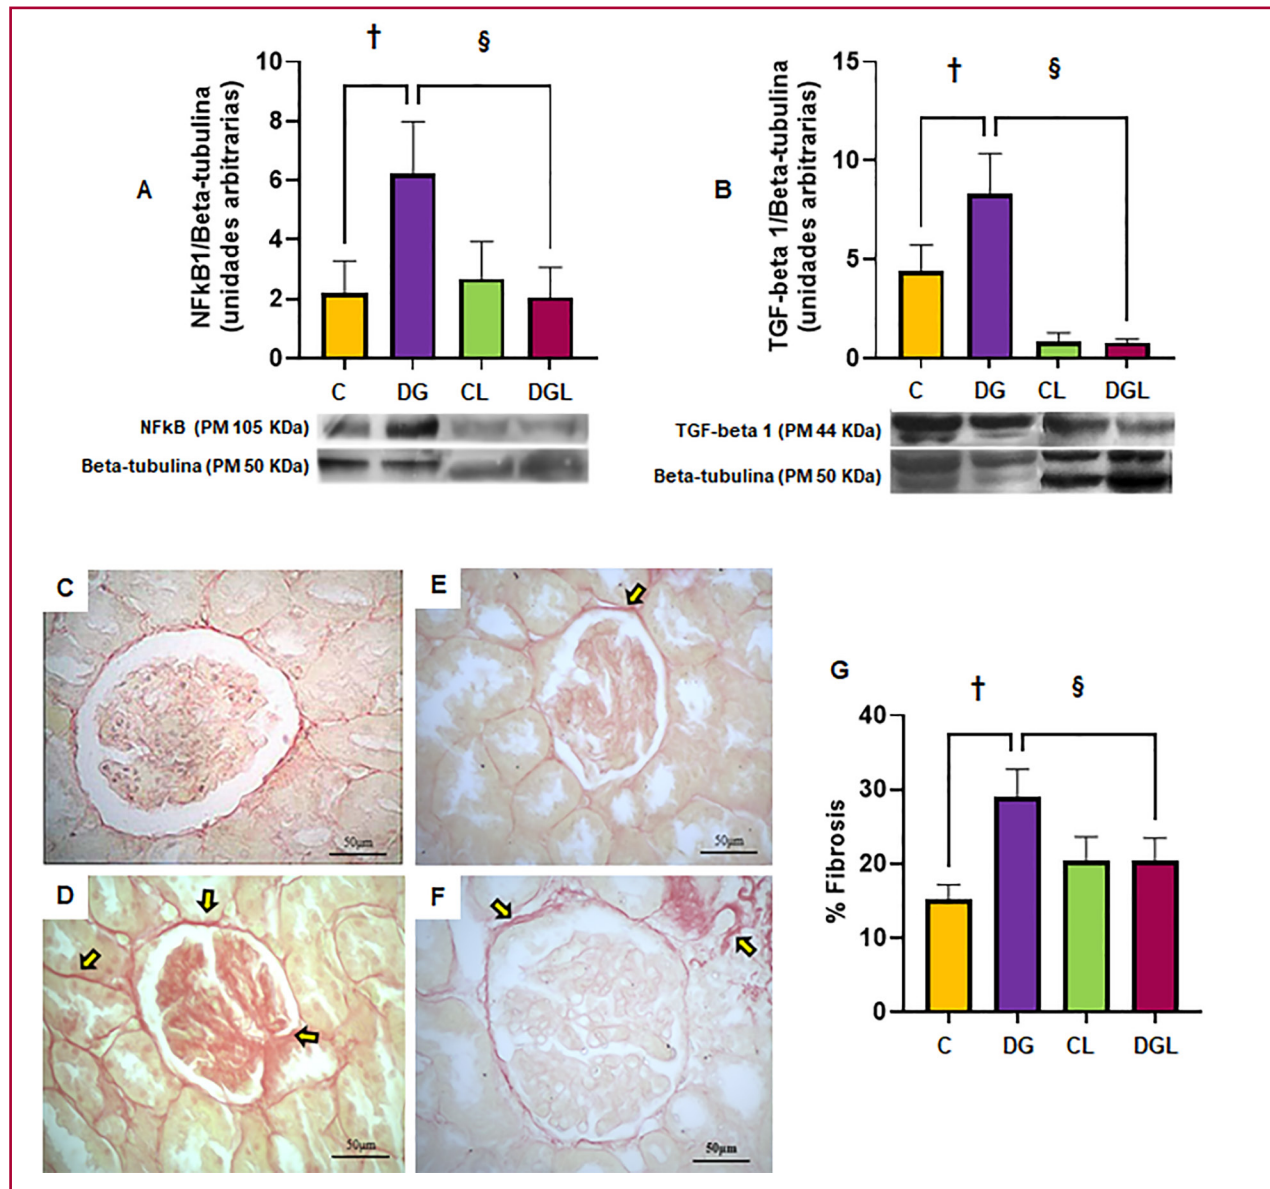 A
NFkB1/Beta-tubulina
(unidades arbitrarias)
† §
10
8
6
4
2
0
C DG CL DGL
NFkB (PM 105 KDa)
Beta-tubulina (PM 50 KDa)
B
TGF-beta 1/Beta-tubulina
(unidades arbitrarias)
† §
15
10
5
0
C DG CL DGL
TGF-beta 1 (PM 44 KDa)
Beta-tubulina (PM 50 KDa)
C
50µm
E
50µm
D
50µm
F
50µm
G
% Fibrosis
† §
40
30
20
10
0
C DG CL DGL